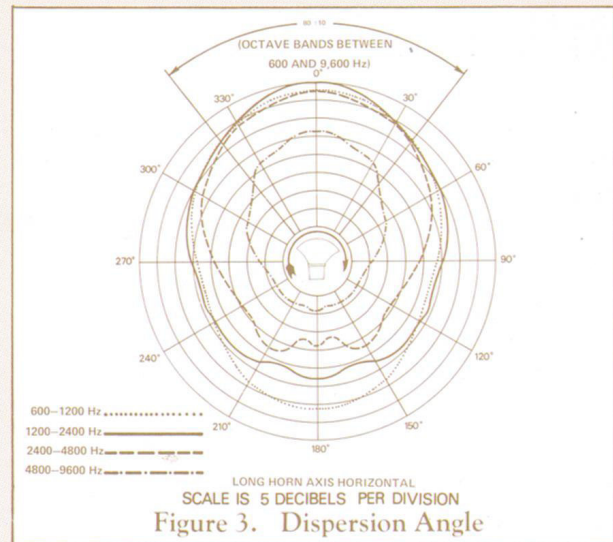 (OCTAVE BANDS BETWEEN
600 AND 9,600 Hz)
0°
330° 30°
300° 60°
270° 90°
240° 120°
210° 150°
180°
600–1200 Hz
1200–2400 Hz
2400–4800 Hz
4800–9600 Hz
LONG HORN AXIS HORIZONTAL
SCALE IS 5 DECIBELS PER DIVISION
Figure 3. Dispersion Angle